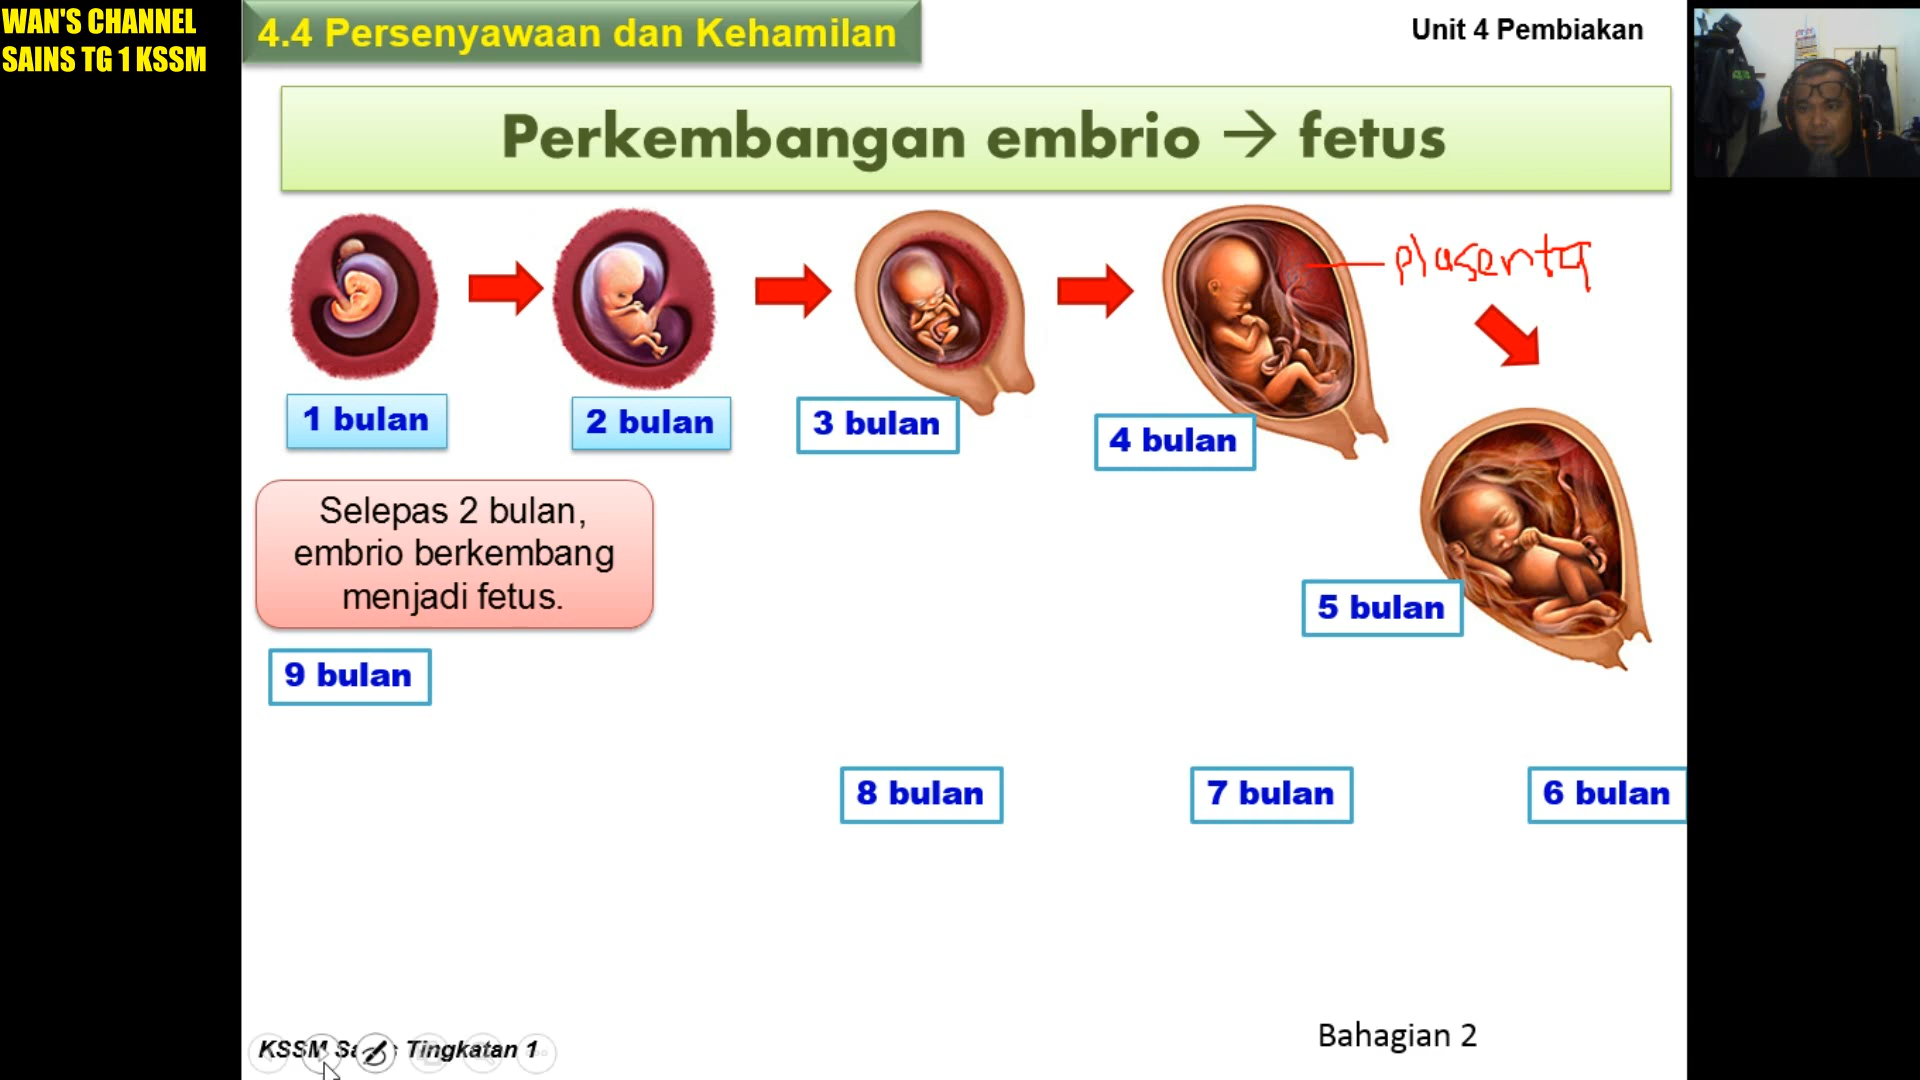 WAN'S CHANNEL
SAINS TG 1 KSSM
4.4 Persenyawaan dan Kehamilan
Unit 4 Pembiakan
Perkembangan embrio → fetus
plasenta
1 bulan
2 bulan
3 bulan
4 bulan
Selepas 2 bulan,
embrio berkembang
menjadi fetus.
5 bulan
9 bulan
8 bulan
7 bulan
6 bulan
Bahagian 2
KSSM Tingkatan 1